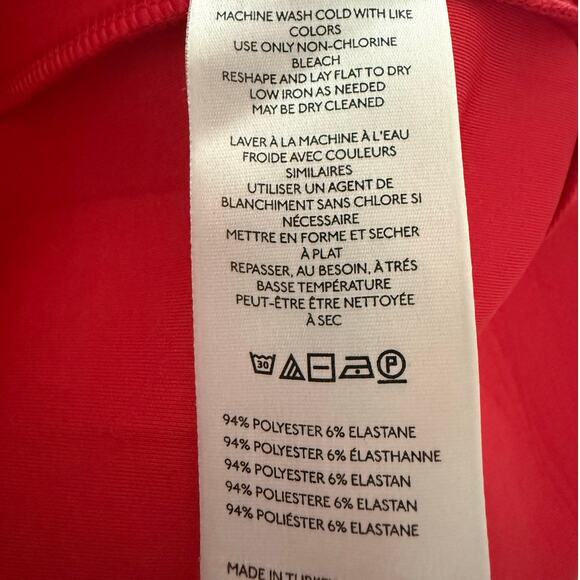 MACHINE WASH COLD WITH LIKE
COLORS
USE ONLY NON-CHLORINE
BLEACH
RESHAPE AND LAY FLAT TO DRY
LOW IRON AS NEEDED
MAY BE DRY CLEANED
LAVER À LA MACHINE À L'EAU
FROIDE AVEC COULEURS
SIMILAIRES
UTILISER UN AGENT DE
BLANCHIMENT SANS CHLORE SI
NÉCESSAIRE
METTRE EN FORME ET SECHER
À PLAT
REPASSER, AU BESOIN, À TRÉS
BASSE TEMPÉRATURE
PEUT-ÊTRE ÊTRE NETTOYÉE
À SEC
30 P
94% POLYESTER 6% ELASTANE
94% POLYESTER 6% ÉLASTHANNE
94% POLYESTER 6% ELASTAN
94% POLIESTERE 6% ELASTAN
94% POLIÉSTER 6% ELASTANE
MADE IN